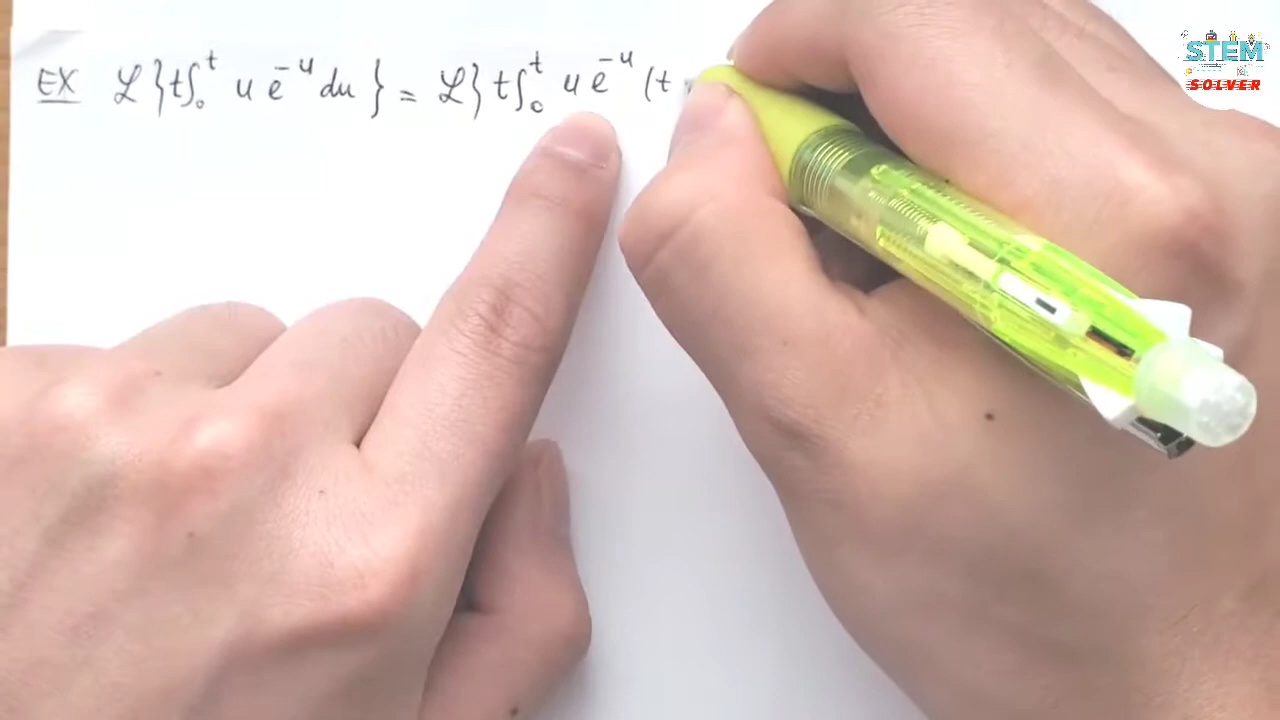 EX ℒ{t∫₀ᵗ u e⁻ᵘ du} = ℒ{t∫₀ᵗ u e⁻ᵘ (t
STEM
SOLVER